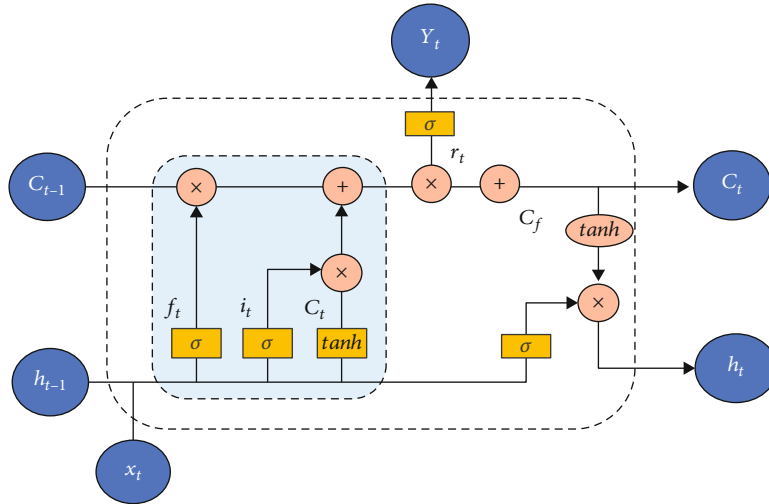 Y_t
σ
r_t
C_{t-1}
×
+
×
+
C_t
C_f
tanh
×
f_t
i_t
C_t
×
σ
σ
tanh
σ
h_{t-1}
h_t
x_t